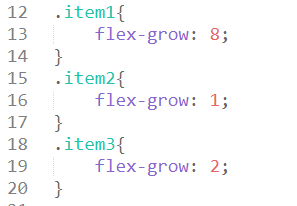 12 .item1{
13     flex-grow: 8;
14 }
15 .item2{
16     flex-grow: 1;
17 }
18 .item3{
19     flex-grow: 2;
20 }